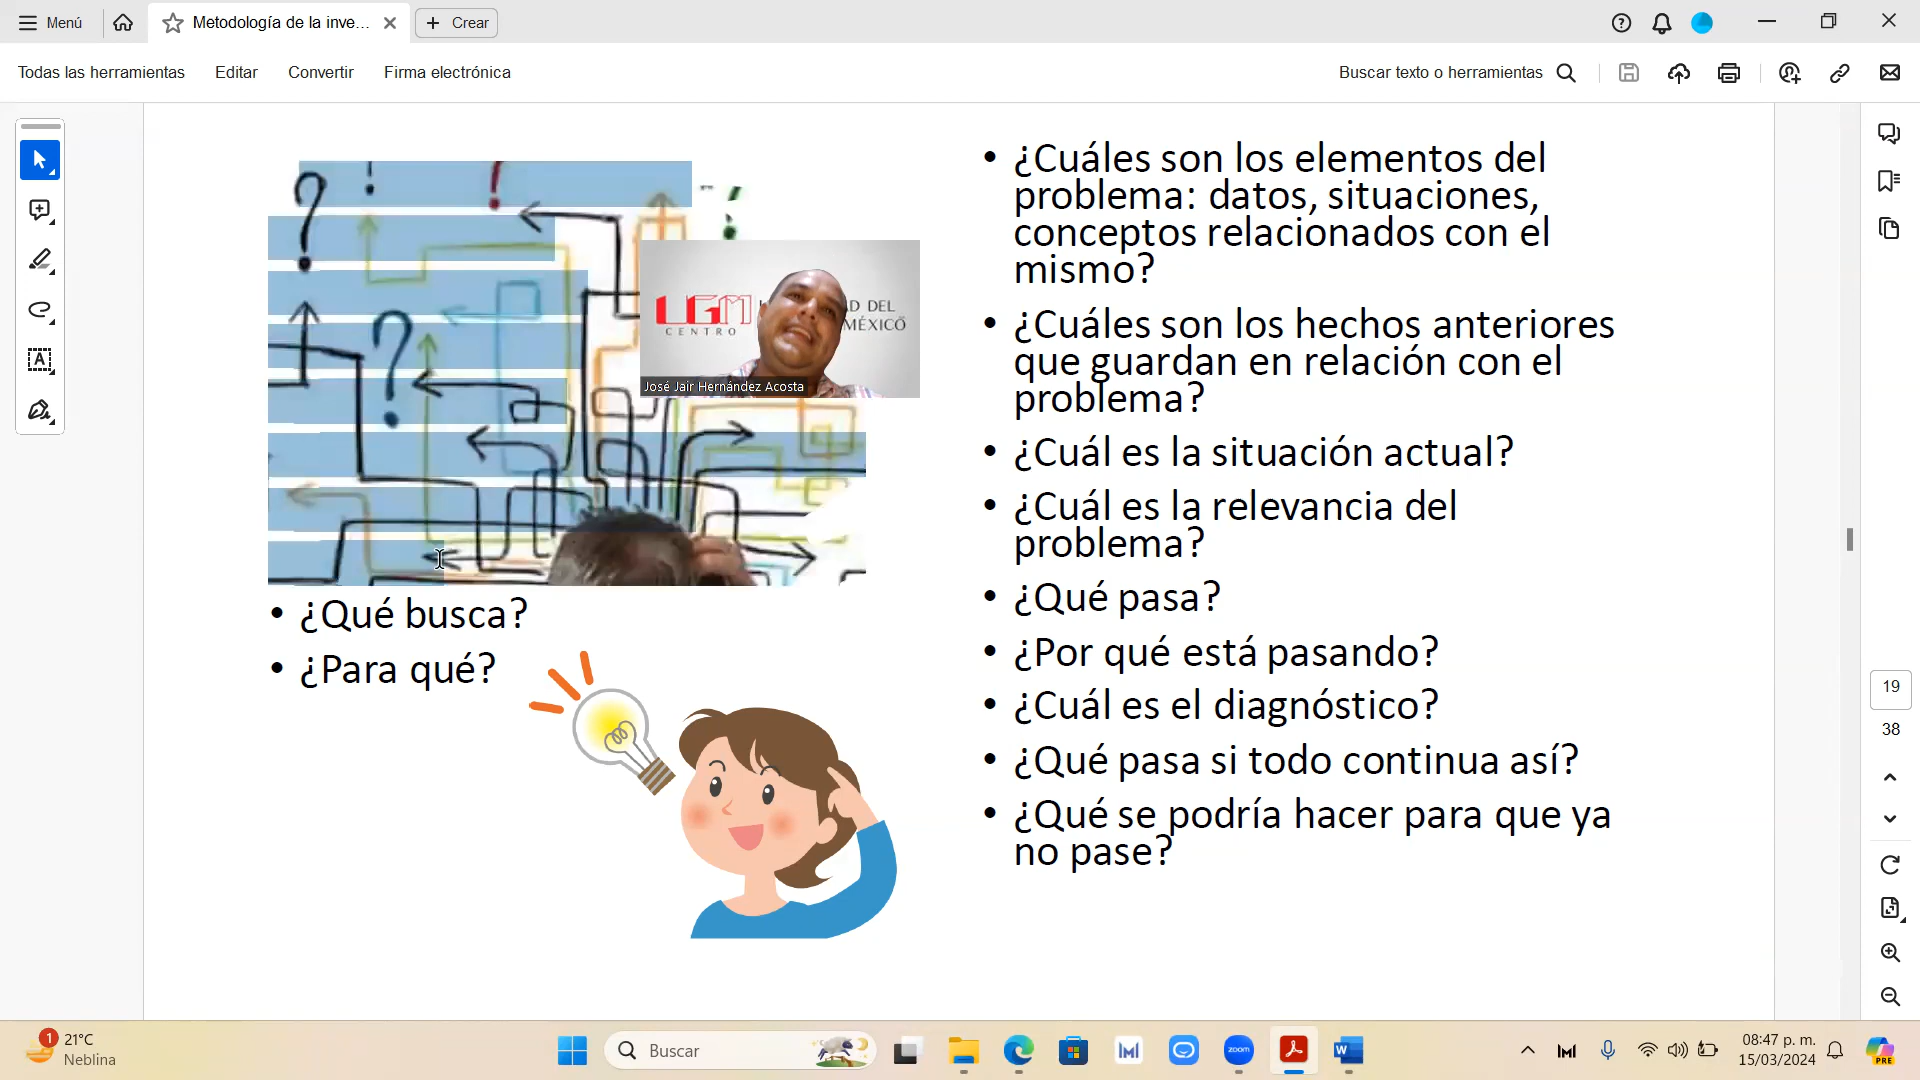 Menú
Metodología de la inve...
Crear
Todas las herramientas
Editar
Convertir
Firma electrónica
Buscar texto o herramientas
UGM
CENTRO
D DEL
MÉXICO
José Jair Hernández Acosta
• ¿Qué busca?
• ¿Para qué?
• ¿Cuáles son los elementos del
problema: datos, situaciones,
conceptos relacionados con el
mismo?
• ¿Cuáles son los hechos anteriores
que guardan en relación con el
problema?
• ¿Cuál es la situación actual?
• ¿Cuál es la relevancia del
problema?
• ¿Qué pasa?
• ¿Por qué está pasando?
• ¿Cuál es el diagnóstico?
• ¿Qué pasa si todo continua así?
• ¿Qué se podría hacer para que ya
no pase?
19
38
1
21°C
Neblina
Buscar
zoom
W
PRE
08:47 p. m.
15/03/2024